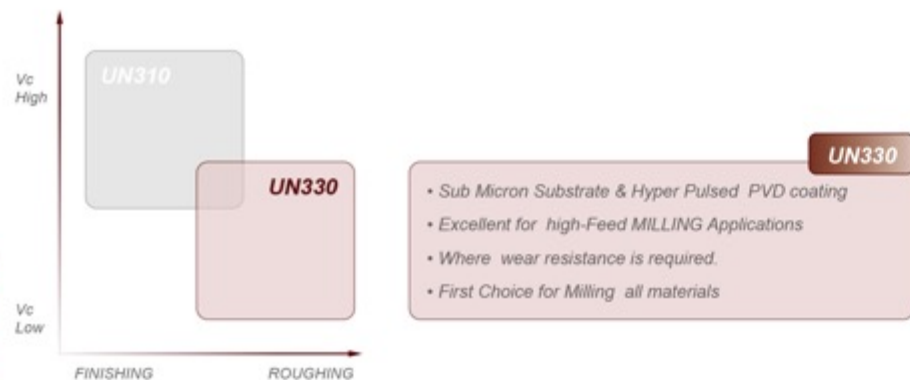 Vc
High
UN310
UN330
Vc
Low
FINISHING
ROUGHING
UN330
• Sub Micron Substrate & Hyper Pulsed PVD coating
• Excellent for high-Feed MILLING Applications
• Where wear resistance is required.
• First Choice for Milling all materials